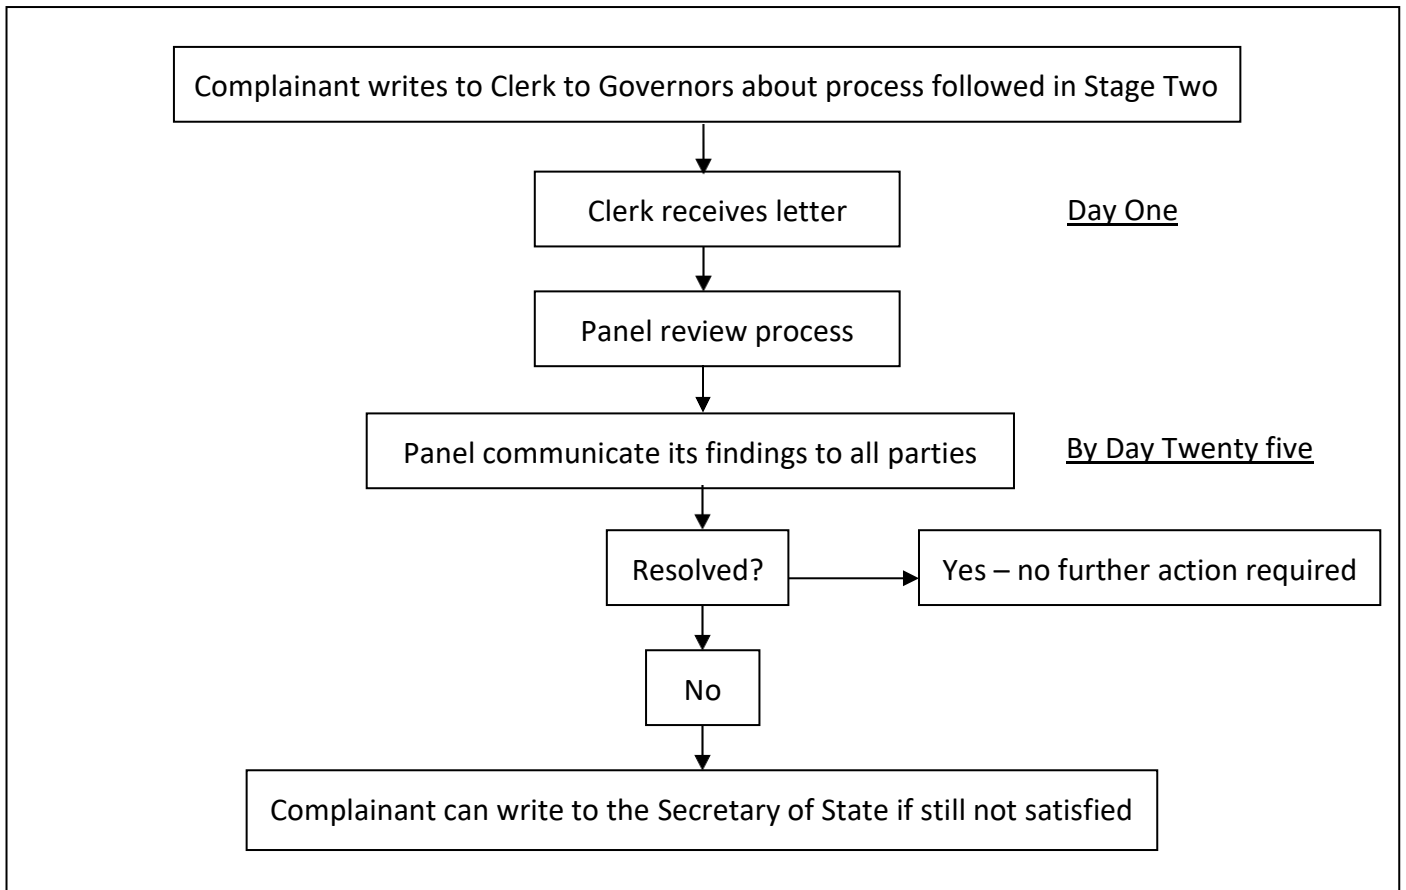 Complainant writes to Clerk to Governors about process followed in Stage Two
Clerk receives letter
Day One
Panel review process
Panel communicate its findings to all parties
By Day Twenty five
Resolved?
Yes – no further action required
No
Complainant can write to the Secretary of State if still not satisfied